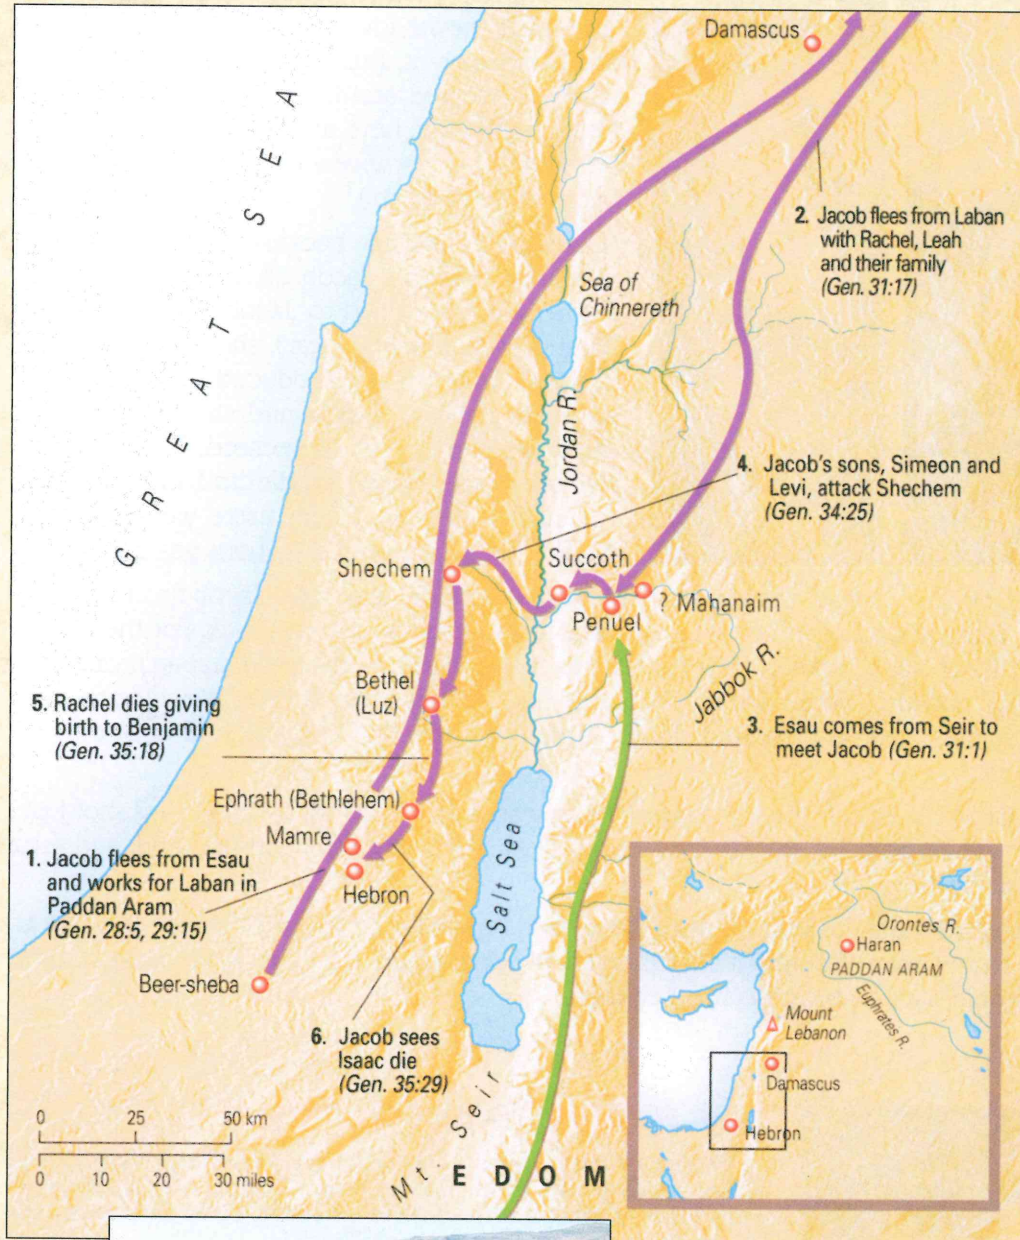 Damascus
G R E A T S E A
2. Jacob flees from Laban
with Rachel, Leah
and their family
(Gen. 31:17)
Sea of
Chinnereth
Jordan R.
4. Jacob's sons, Simeon and
Levi, attack Shechem
(Gen. 34:25)
Shechem
Succoth
? Mahanaim
Penuel
Jabbok R.
Bethel
(Luz)
5. Rachel dies giving
birth to Benjamin
(Gen. 35:18)
3. Esau comes from Seir to
meet Jacob (Gen. 31:1)
Ephrath (Bethlehem)
Mamre
1. Jacob flees from Esau
and works for Laban in
Paddan Aram
(Gen. 28:5, 29:15)
Hebron
Salt Sea
Beer-sheba
6. Jacob sees
Isaac die
(Gen. 35:29)
Mt. Seir
E D O M
0 25 50 km
0 10 20 30 miles
Orontes R.
Haran
PADDAN ARAM
Euphrates R.
Mount
Lebanon
Damascus
Hebron